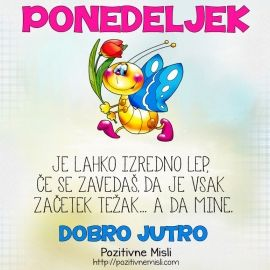 PONEDELJEK
JE LAHKO IZREDNO LEP,
ČE SE ZAVEDAŠ, DA JE VSAK
ZAČETEK TEŽAK... A DA MINE.
DOBRO JUTRO
Pozitivne Misli
http://pozitivnemisli.com